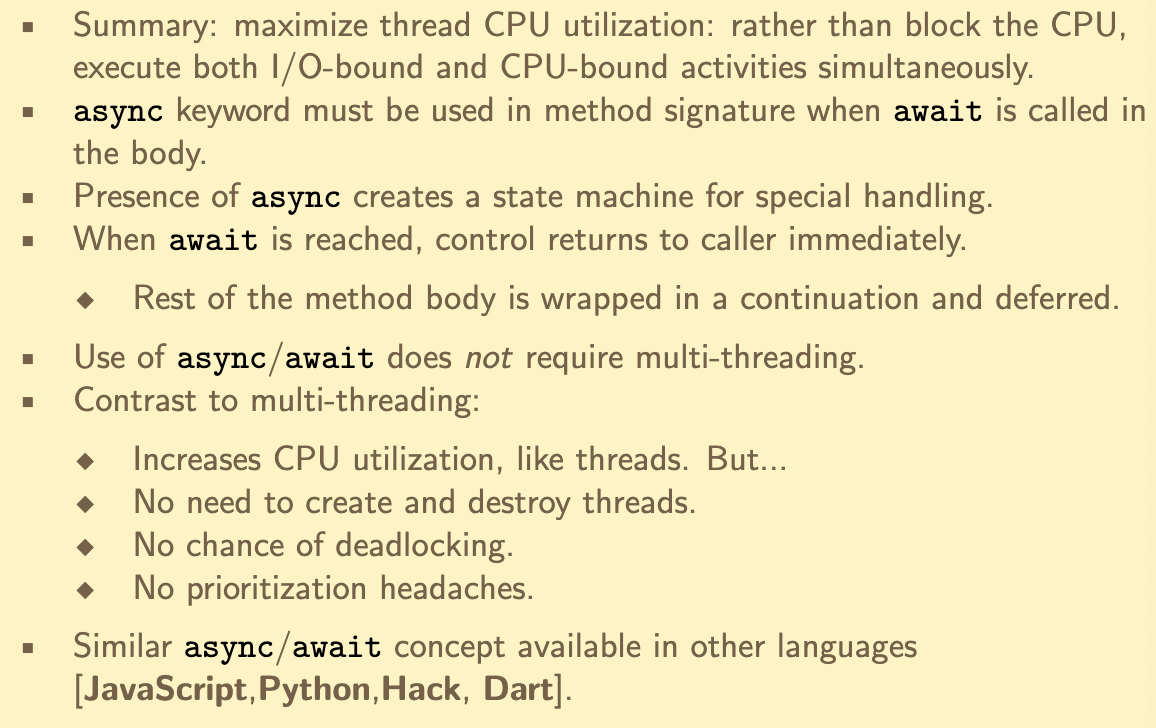 ▪ Summary: maximize thread CPU utilization: rather than block the CPU,
execute both I/O-bound and CPU-bound activities simultaneously.
▪ async keyword must be used in method signature when await is called in
the body.
▪ Presence of async creates a state machine for special handling.
▪ When await is reached, control returns to caller immediately.
◆ Rest of the method body is wrapped in a continuation and deferred.
▪ Use of async/await does not require multi-threading.
▪ Contrast to multi-threading:
◆ Increases CPU utilization, like threads. But...
◆ No need to create and destroy threads.
◆ No chance of deadlocking.
◆ No prioritization headaches.
▪ Similar async/await concept available in other languages
[JavaScript,Python,Hack, Dart].